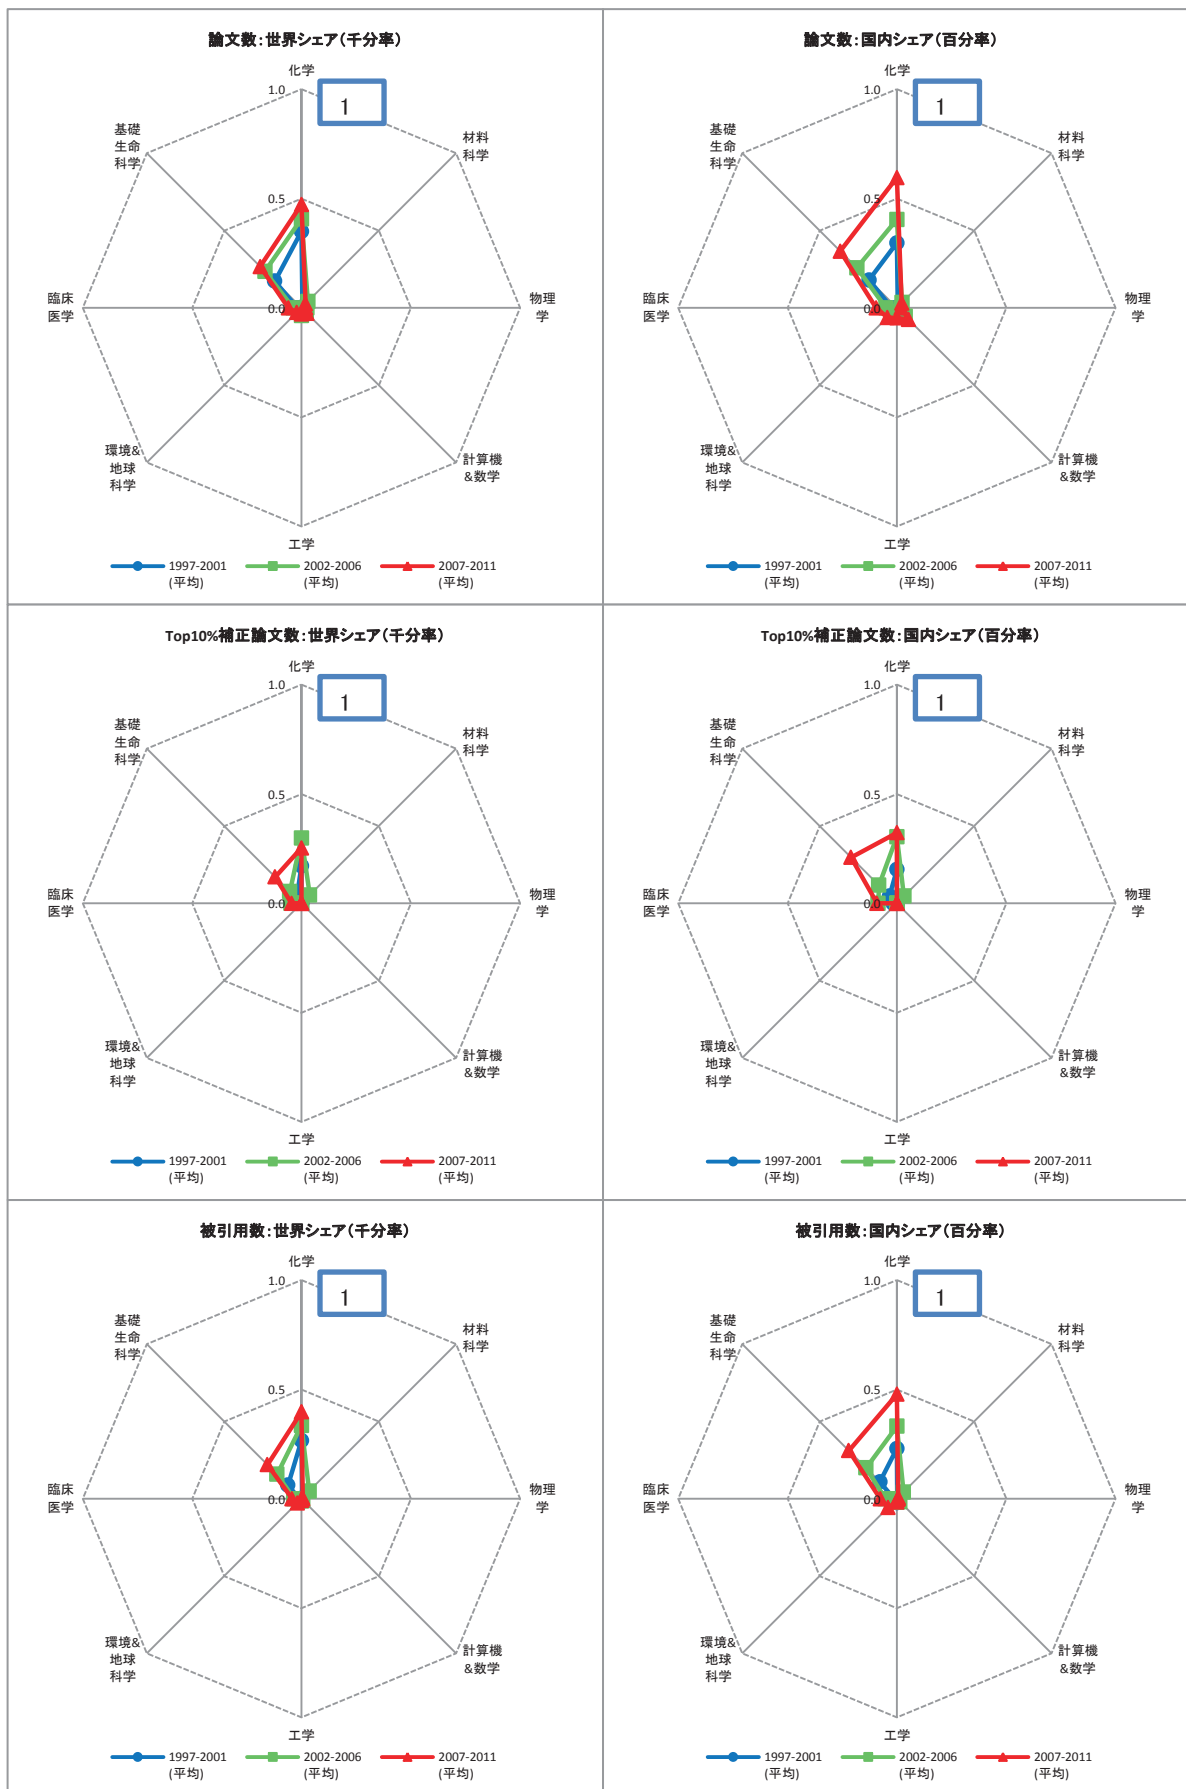 論文数：世界シェア（千分率）
化学
1.0
1
基礎
生命
科学
材料
科学
0.5
臨床
医学
0.0
物理
学
環境&
地球
科学
計算機
&数学
工学
1997-2001
(平均)
2002-2006
(平均)
2007-2011
(平均)
論文数：国内シェア（百分率）
化学
1.0
1
基礎
生命
科学
材料
科学
0.5
臨床
医学
0.0
物理
学
環境&
地球
科学
計算機
&数学
工学
1997-2001
(平均)
2002-2006
(平均)
2007-2011
(平均)
Top10%補正論文数：世界シェア（千分率）
化学
1.0
1
基礎
生命
科学
材料
科学
0.5
臨床
医学
0.0
物理
学
環境&
地球
科学
計算機
&数学
工学
1997-2001
(平均)
2002-2006
(平均)
2007-2011
(平均)
Top10%補正論文数：国内シェア（百分率）
化学
1.0
1
基礎
生命
科学
材料
科学
0.5
臨床
医学
0.0
物理
学
環境&
地球
科学
計算機
&数学
工学
1997-2001
(平均)
2002-2006
(平均)
2007-2011
(平均)
被引用数：世界シェア（千分率）
化学
1.0
1
基礎
生命
科学
材料
科学
0.5
臨床
医学
0.0
物理
学
環境&
地球
科学
計算機
&数学
工学
1997-2001
(平均)
2002-2006
(平均)
2007-2011
(平均)
被引用数：国内シェア（百分率）
化学
1.0
1
基礎
生命
科学
材料
科学
0.5
臨床
医学
0.0
物理
学
環境&
地球
科学
計算機
&数学
工学
1997-2001
(平均)
2002-2006
(平均)
2007-2011
(平均)